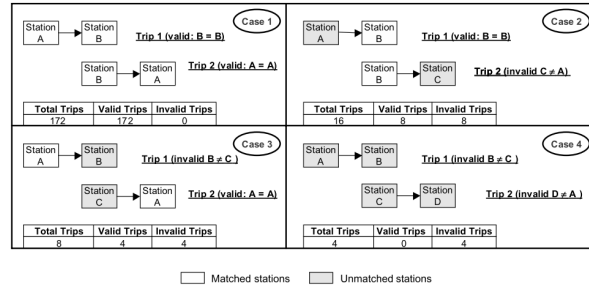 Case 1
Station A
Station B
Trip 1 (valid: B = B)
Station B
Station A
Trip 2 (valid: A = A)
Total Trips Valid Trips Invalid Trips
172 172 0
Case 2
Station A
Station B
Trip 1 (valid: B = B)
Station B
Station C
Trip 2 (invalid C ≠ A)
Total Trips Valid Trips Invalid Trips
16 8 8
Case 3
Station A
Station B
Trip 1 (invalid B ≠ C )
Station C
Station A
Trip 2 (valid: A = A)
Total Trips Valid Trips Invalid Trips
8 4 4
Case 4
Station A
Station B
Trip 1 (invalid B ≠ C)
Station C
Station D
Trip 2 (invalid D ≠ A )
Total Trips Valid Trips Invalid Trips
4 0 4
Matched stations
Unmatched stations